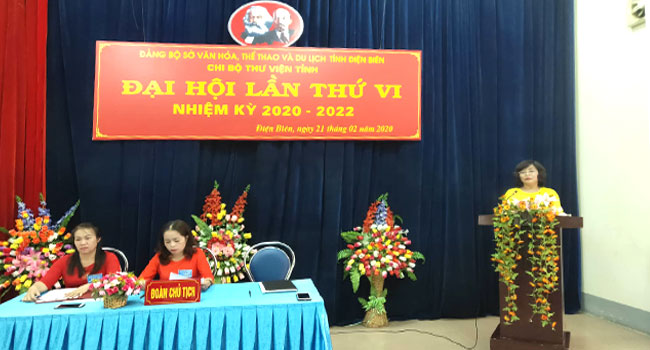 ĐẢNG BỘ SỞ VĂN HÓA, THỂ THAO VÀ DU LỊCH TỈNH ĐIỆN BIÊN
CHI BỘ THƯ VIỆN TỈNH
ĐẠI HỘI LẦN THỨ VI
NHIỆM KỲ 2020 - 2022
Điện Biên, ngày 21 tháng 02 năm 2020
ĐOÀN CHỦ TỊCH